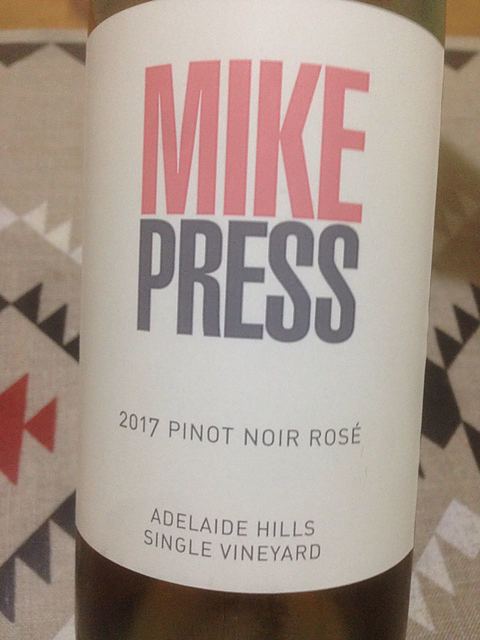 MIKE
PRESS
2017 PINOT NOIR ROSÉ
ADELAIDE HILLS
SINGLE VINEYARD